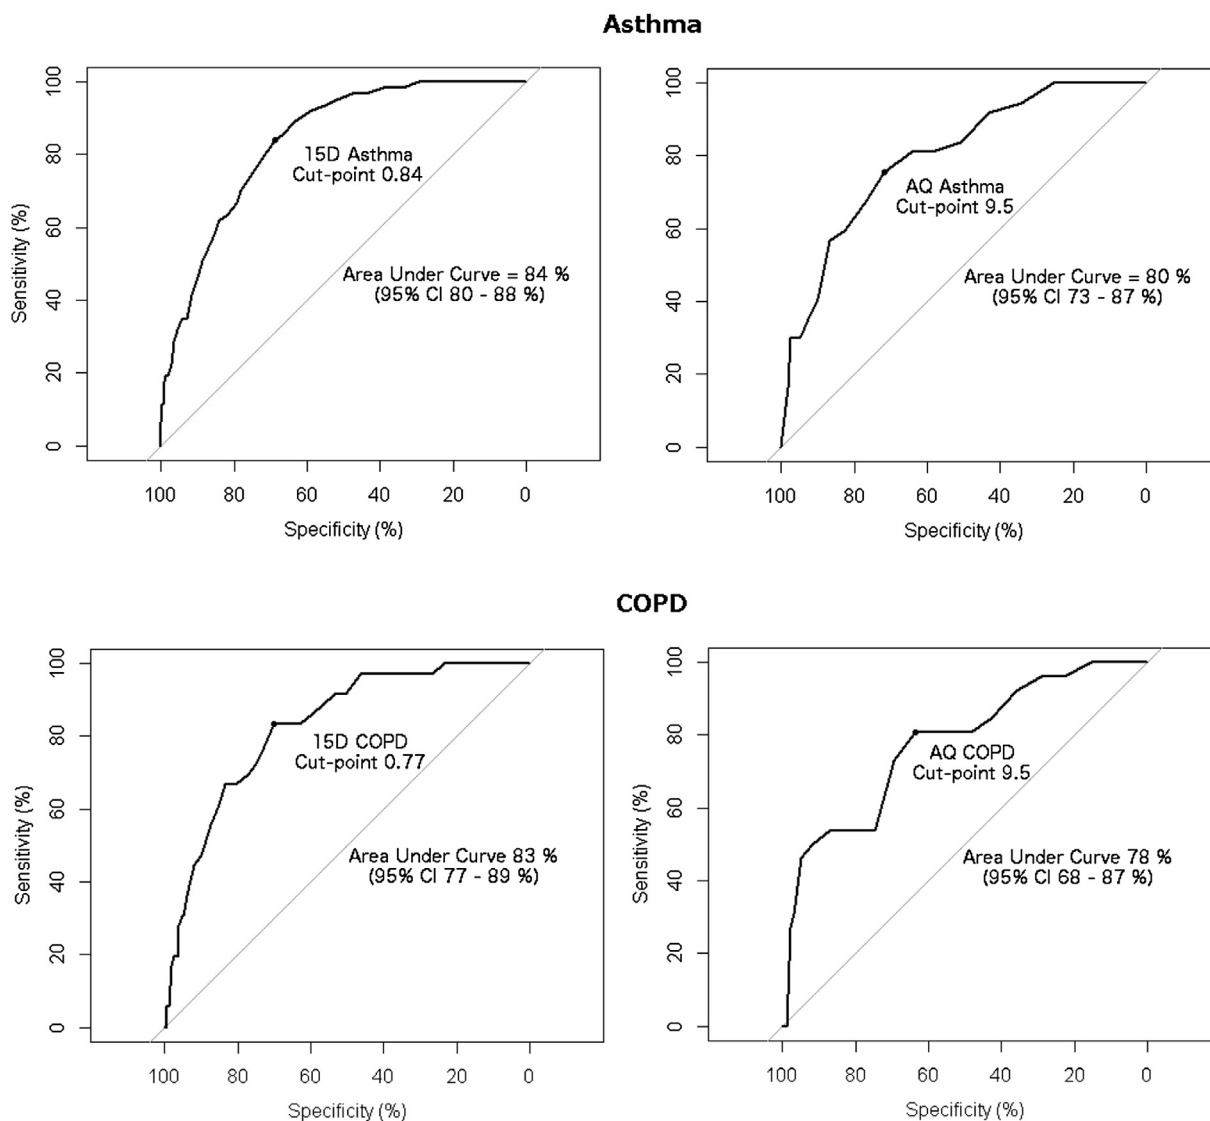 Asthma
100
80
60
40
20
0
Sensitivity (%)
15D Asthma
Cut-point 0.84
Area Under Curve = 84 %
(95% CI 80 - 88 %)
100 80 60 40 20 0
Specificity (%)
100
80
60
40
20
0
Sensitivity (%)
AQ Asthma
Cut-point 9.5
Area Under Curve = 80 %
(95% CI 73 - 87 %)
100 80 60 40 20 0
Specificity (%)
COPD
100
80
60
40
20
0
Sensitivity (%)
15D COPD
Cut-point 0.77
Area Under Curve 83 %
(95% CI 77 - 89 %)
100 80 60 40 20 0
Specificity (%)
100
80
60
40
20
0
Sensitivity (%)
AQ COPD
Cut-point 9.5
Area Under Curve 78 %
(95% CI 68 - 87 %)
100 80 60 40 20 0
Specificity (%)